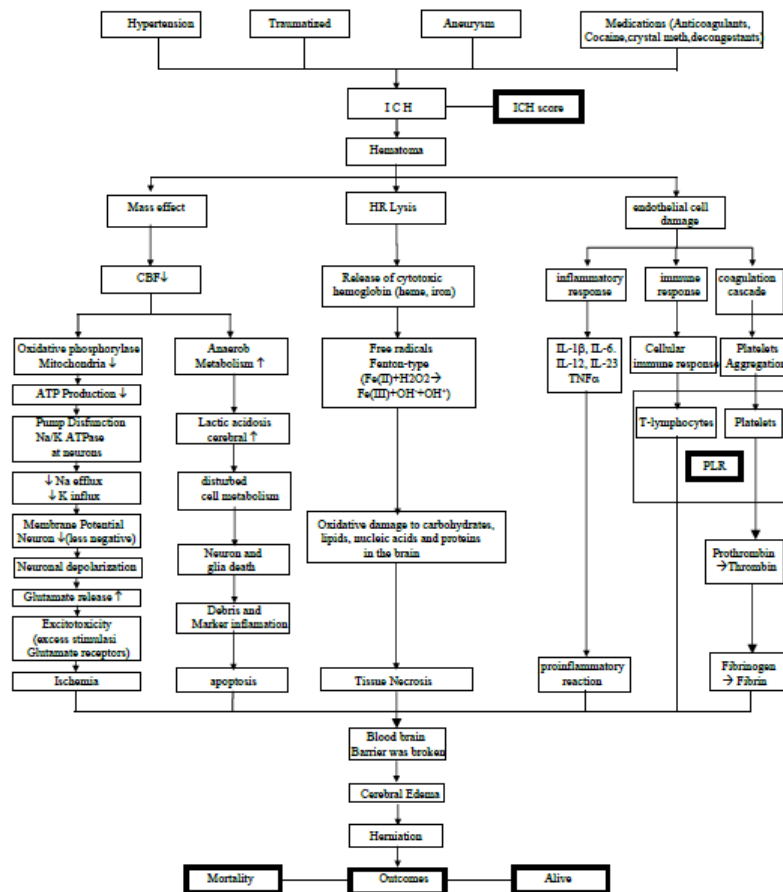 Hypertension
Traumatized
Aneurysm
Medications (Anticoagulants,
Cocaine,crystal meth,decongestants)
I C H
ICH score
Hematoma
Mass effect
HR Lysis
endothelial cell
damage
CBF↓
Release of cytotoxic
hemoglobin (heme, iron)
inflammatory
response
immune
response
coagulation
cascade
Oxidative phosphorylase
Mitochondria ↓
Anaerob
Metabolism ↑
Free radicals
Fenton-type
(Fe(II)+H2O2→
Fe(III)+OH⁻+OH⁺)
IL-1β, IL-6.
IL-12, IL-23
TNFα
Cellular
immune response
Platelets
Aggregation
ATP Production ↓
Pump Disfunction
Na/K ATPase
at neurons
Lactic acidosis
cerebral ↑
T-lymphocytes
Platelets
PLR
↓ Na efflux
↓ K influx
disturbed
cell metabolism
Membrane Potential
Neuron ↓(less negative)
Oxidative damage to carbohydrates,
lipids, nucleic acids and proteins
in the brain
Neuronal depolarization
Neuron and
glia death
Prothrombin
→Thrombin
Glutamate release ↑
Debris and
Marker inflamation
Excitotoxicity
(excess stimulasi
Glutamate receptors)
Ischemia
apoptosis
Tissue Necrosis
proinflammatory
reaction
Fibrinogen
→ Fibrin
Blood brain
Barrier was broken
Cerebral Edema
Herniation
Mortality
Outcomes
Alive